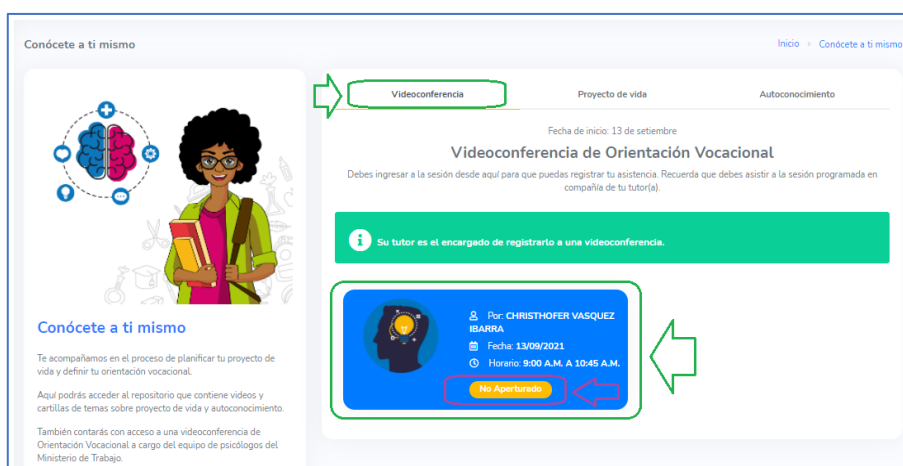 Conócete a ti mismo
Inicio
Conócete a ti mismo
Videoconferencia
Proyecto de vida
Autoconocimiento
Fecha de inicio: 13 de setiembre
Videoconferencia de Orientación Vocacional
Debes ingresar a la sesión desde aquí para que puedas registrar tu asistencia. Recuerda que debes asistir a la sesión programada en
compañía de tu tutor(a).
Su tutor es el encargado de registrarlo a una videoconferencia.
Por: CHRISTHOFER VASQUEZ
IBARRA
Fecha: 13/09/2021
Horario: 9:00 A.M. A 10:45 A.M.
No Aperturado
Conócete a ti mismo
Te acompañamos en el proceso de planificar tu proyecto de
vida y definir tu orientación vocacional.
Aquí podrás acceder al repositorio que contiene videos y
cartillas de temas sobre proyecto de vida y autoconocimiento.
También contarás con acceso a una videoconferencia de
Orientación Vocacional a cargo del equipo de psicólogos del
Ministerio de Trabajo.